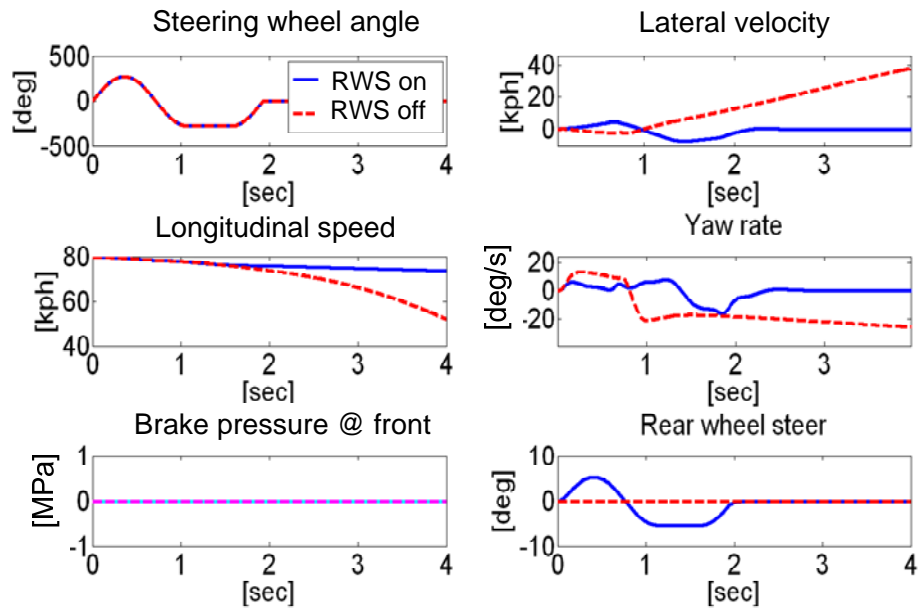 Steering wheel angle
[deg]
500
0
-500
RWS on
RWS off
0 1 2 3 4
[sec]
Lateral velocity
[kph]
40
20
0
1 2 3
[sec]
Longitudinal speed
[kph]
80
60
40
0 1 2 3 4
[sec]
Yaw rate
[deg/s]
20
0
-20
1 2 3
[sec]
Brake pressure @ front
[MPa]
1
0
-1
0 1 2 3 4
[sec]
Rear wheel steer
[deg]
10
0
-10
0 1 2 3 4
[sec]